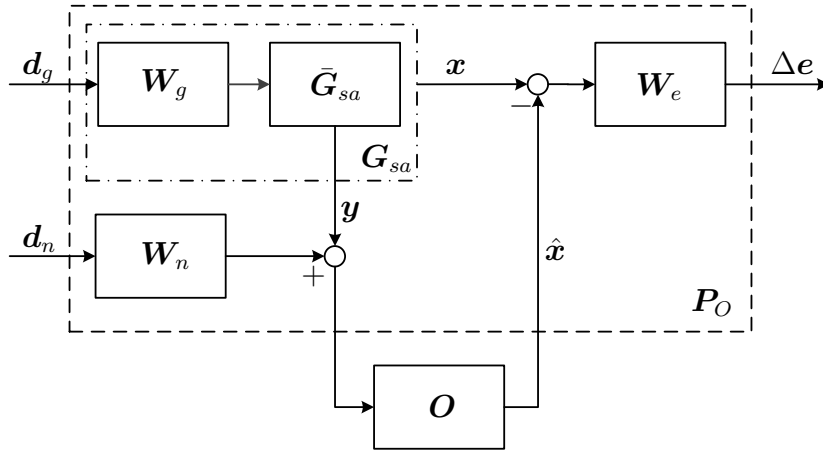 d_g
W_g
Ḡ_sa
x
−
W_e
Δe
G_sa
y
d_n
W_n
+
x̂
P_O
O